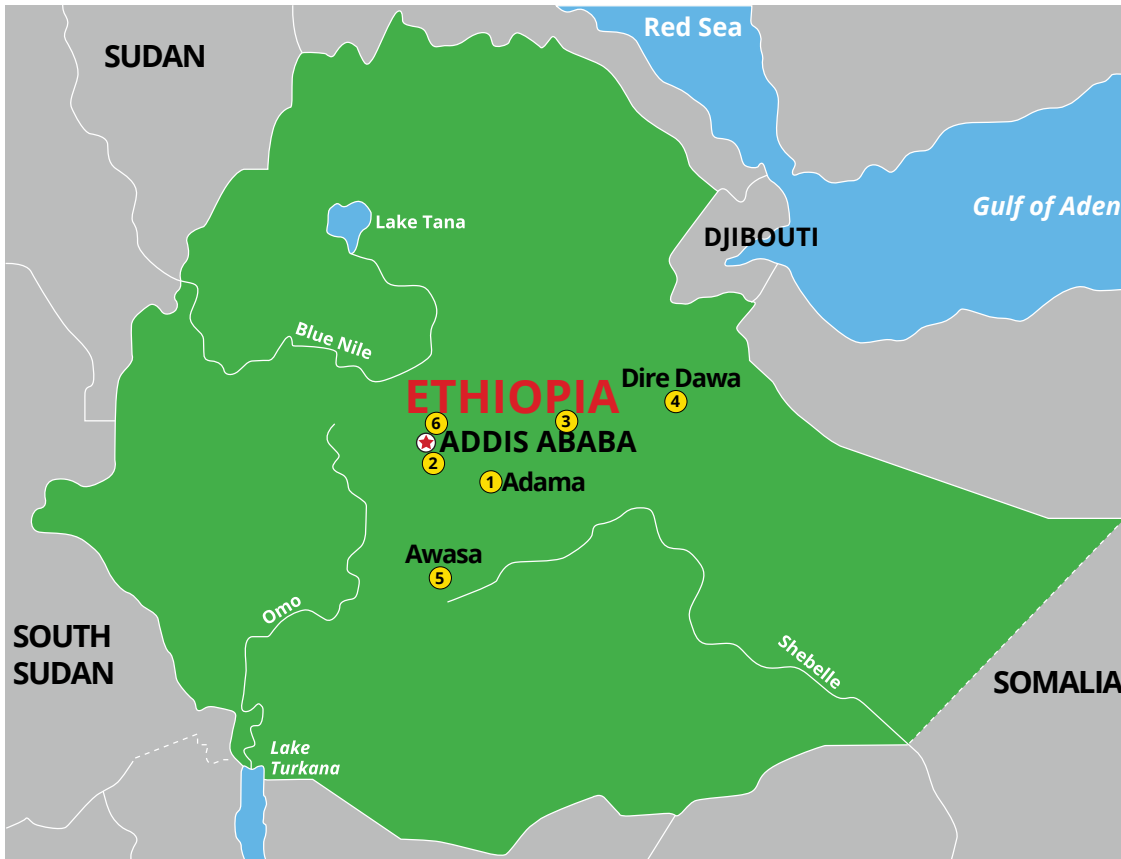 Red Sea
SUDAN
Gulf of Aden
Lake Tana
DJIBOUTI
Blue Nile
Dire Dawa
4
ETHIOPIA
6
3
ADDIS ABABA
2
1
Adama
Awasa
5
Omo
SOUTH
SUDAN
Shebelle
SOMALIA
Lake
Turkana